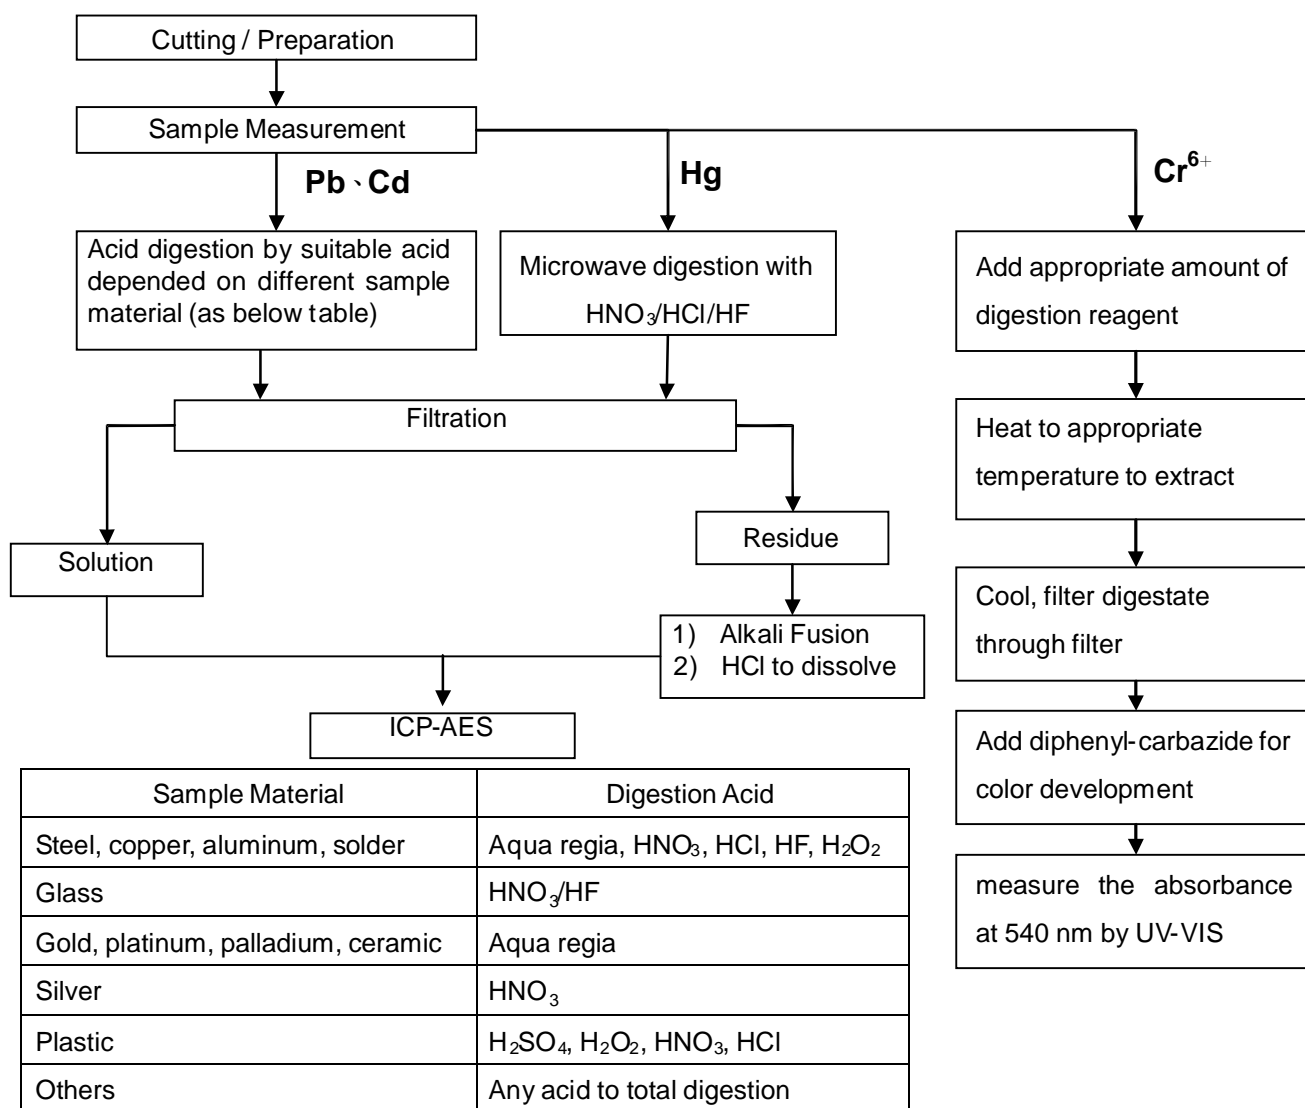 Cutting / Preparation
Sample Measurement
Pb、Cd
Hg
Cr⁶⁺
Acid digestion by suitable acid
depended on different sample
material (as below table)
Microwave digestion with
HNO₃/HCl/HF
Add appropriate amount of
digestion reagent
Filtration
Heat to appropriate
temperature to extract
Solution
Residue
Cool, filter digestate
through filter
1) Alkali Fusion
2) HCl to dissolve
ICP-AES
Add diphenyl-carbazide for
color development
measure the absorbance
at 540 nm by UV-VIS
Sample Material Digestion Acid
Steel, copper, aluminum, solder Aqua regia, HNO₃, HCl, HF, H₂O₂
Glass HNO₃/HF
Gold, platinum, palladium, ceramic Aqua regia
Silver HNO₃
Plastic H₂SO₄, H₂O₂, HNO₃, HCl
Others Any acid to total digestion